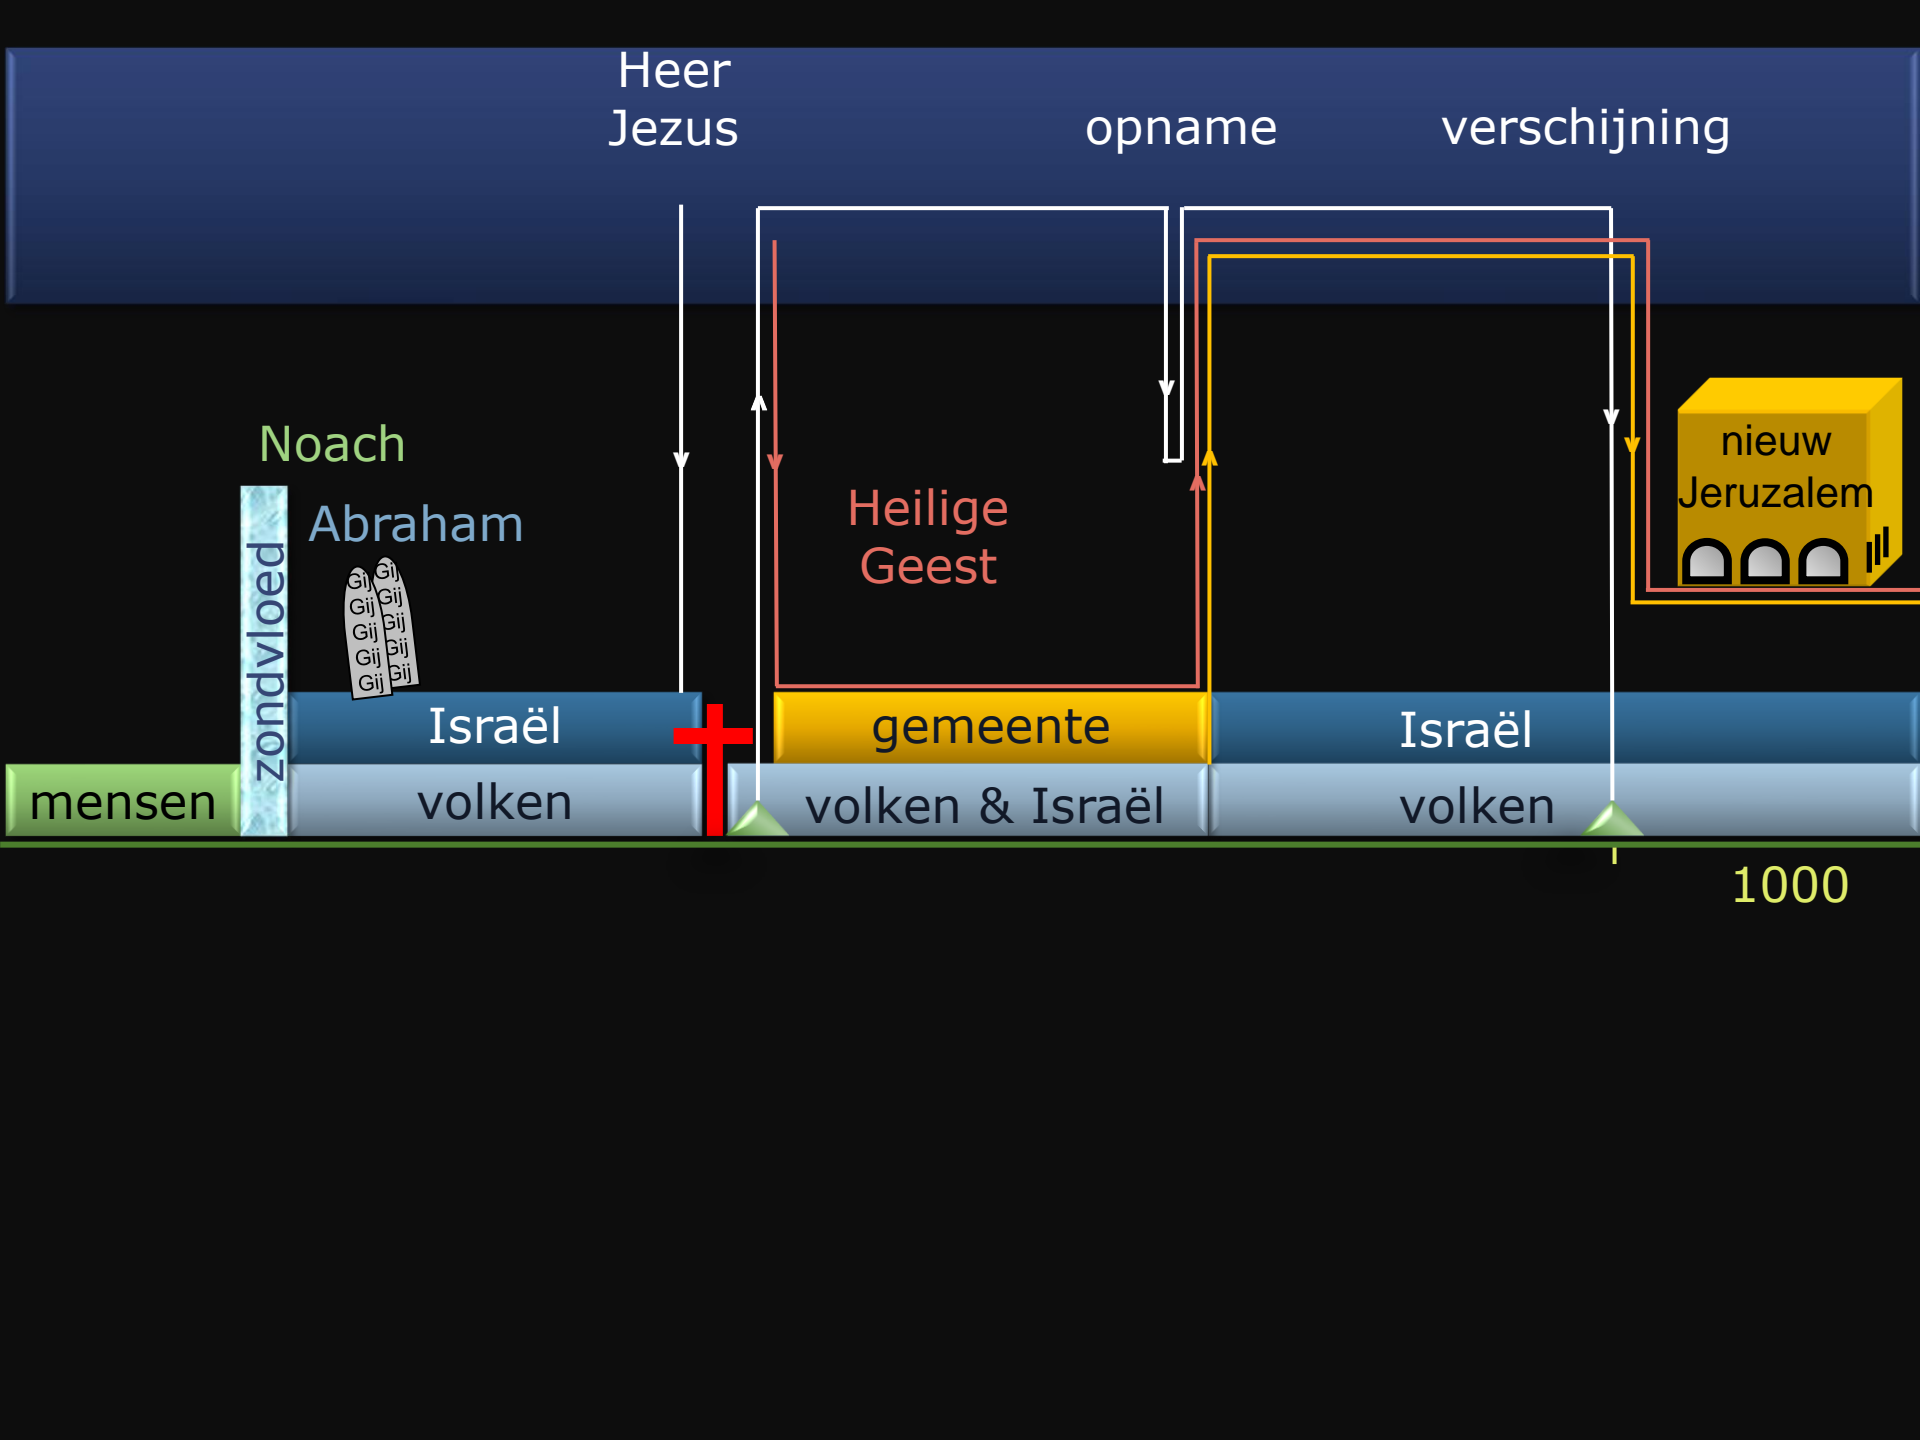 Heer
Jezus
opname
verschijning
Noach
Abraham
zondvloed
Gij
Gij
Gij
Gij
Gij
Gij
Gij
Gij
Gij
Gij
Heilige
Geest
nieuw
Jeruzalem
Israël
gemeente
Israël
mensen
volken
volken & Israël
volken
1000